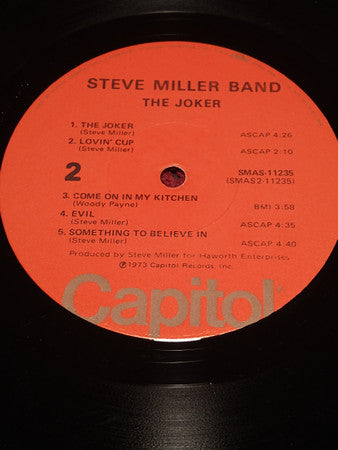 STEVE MILLER BAND
THE JOKER
1. THE JOKER ASCAP 4:26
(Steve Miller)
2. LOVIN' CUP ASCAP 2:10
(Steve Miller)
2 SMAS-11235
(SMAS2-11235)
3. COME ON IN MY KITCHEN BMI 3:58
(Woody Payne)
4. EVIL ASCAP 4:35
(Steve Miller)
5. SOMETHING TO BELIEVE IN ASCAP 4:40
(Steve Miller)
Produced by Steve Miller for Haworth Enterprises
℗1973 Capitol Records, Inc.
Capitol